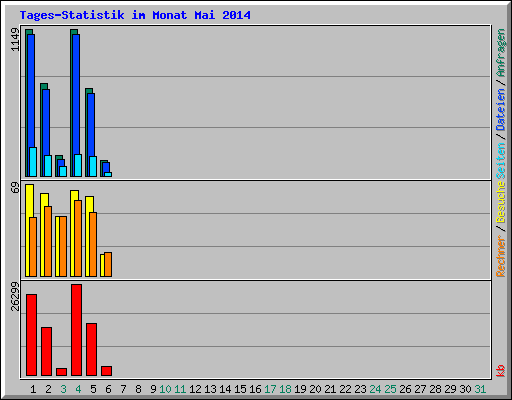 Tages-Statistik im Monat Mai 2014
1149
69
26299
Rechner / Besuche Seiten / Dateien / Anfragen
kb
1 2 3 4 5 6 7 8 9 10 11 12 13 14 15 16 17 18 19 20 21 22 23 24 25 26 27 28 29 30 31